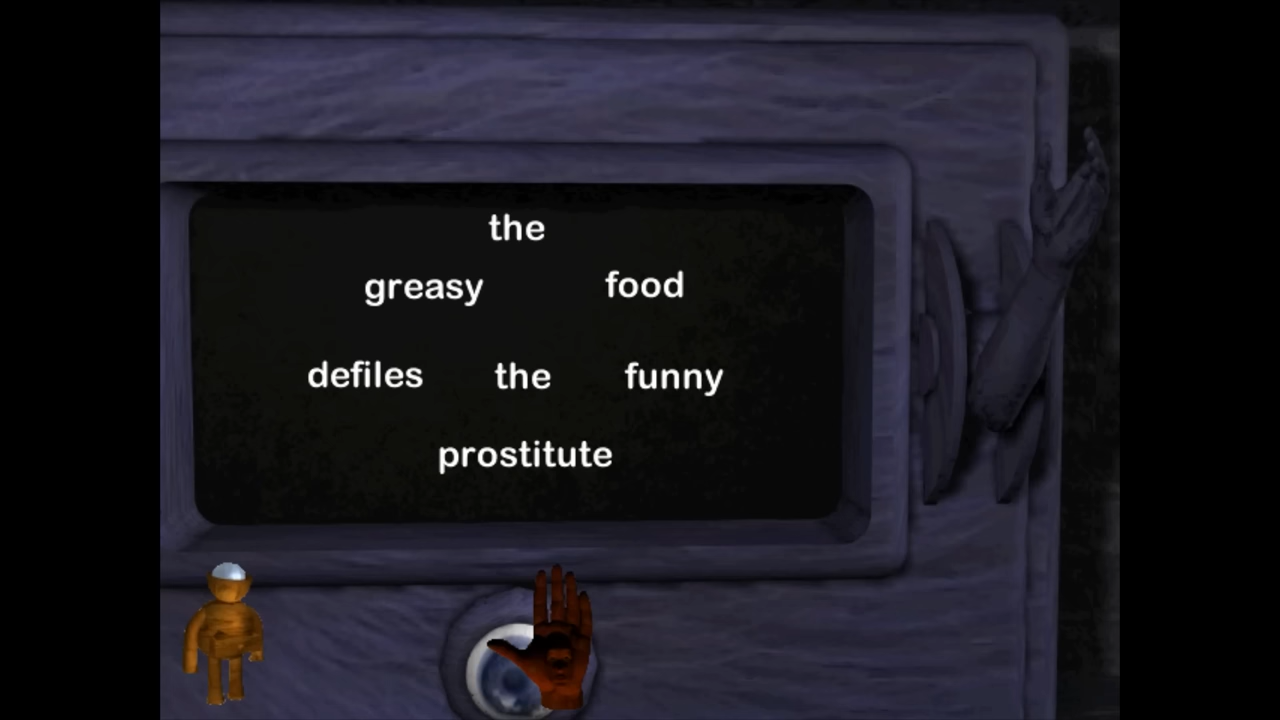 the
greasy food
defiles the funny
prostitute